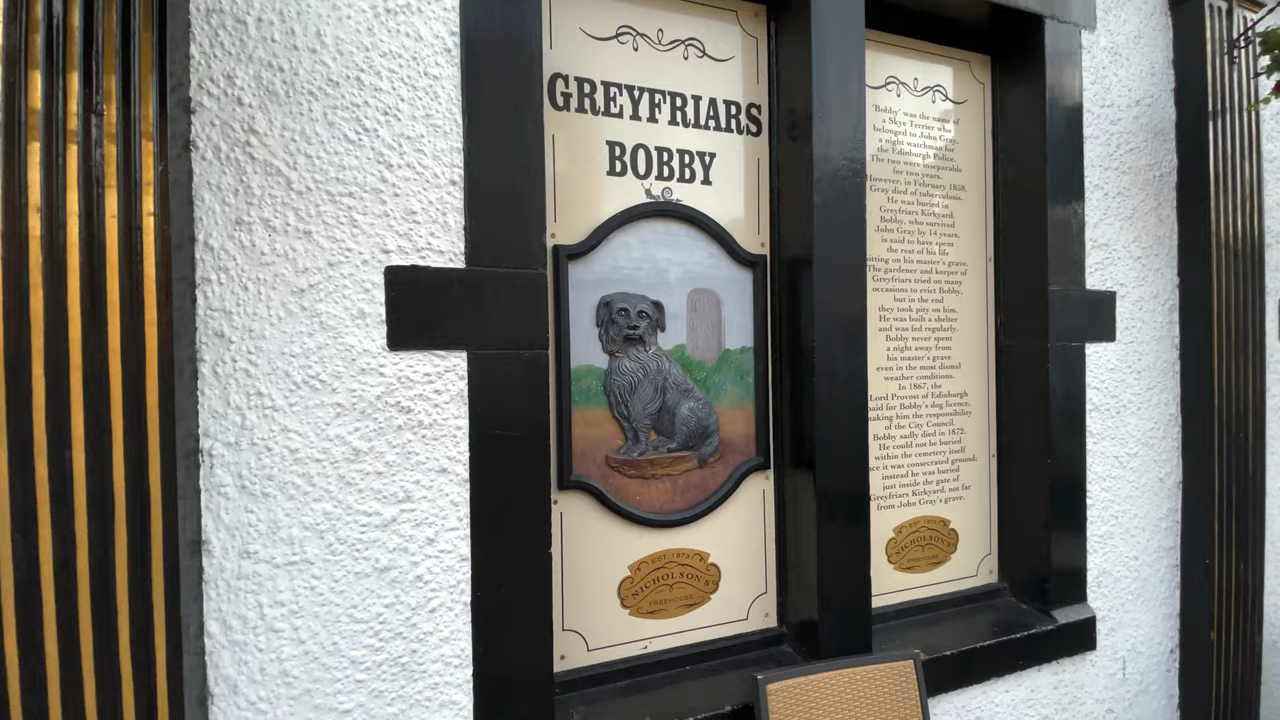 GREYFRIARS
BOBBY
EST. 1873
NICHOLSON'S
FREEHOUSE
'Bobby' was the name of
a Skye Terrier who
belonged to John Gray,
a night watchman for
the Edinburgh Police.
The two were inseparable
for two years.
However, in February 1858,
Gray died of tuberculosis.
He was buried in
Greyfriars Kirkyard.
Bobby, who survived
John Gray by 14 years,
is said to have spent
the rest of his life
itting on his master's grave.
The gardener and keeper of
Greyfriars tried on many
occasions to evict Bobby,
but in the end
they took pity on him.
He was built a shelter
and was fed regularly.
Bobby never spent
a night away from
his master's grave
even in the most dismal
weather conditions.
In 1867, the
Lord Provost of Edinburgh
paid for Bobby's dog licence,
making him the responsibility
of the City Council.
Bobby sadly died in 1872.
He could not be buried
within the cemetery itself
nce it was consecrated ground;
instead he was buried
just inside the gate of
Greyfriars Kirkyard, not far
from John Gray's grave.
EST. 1873
NICHOLSON'S
FREEHOUSE